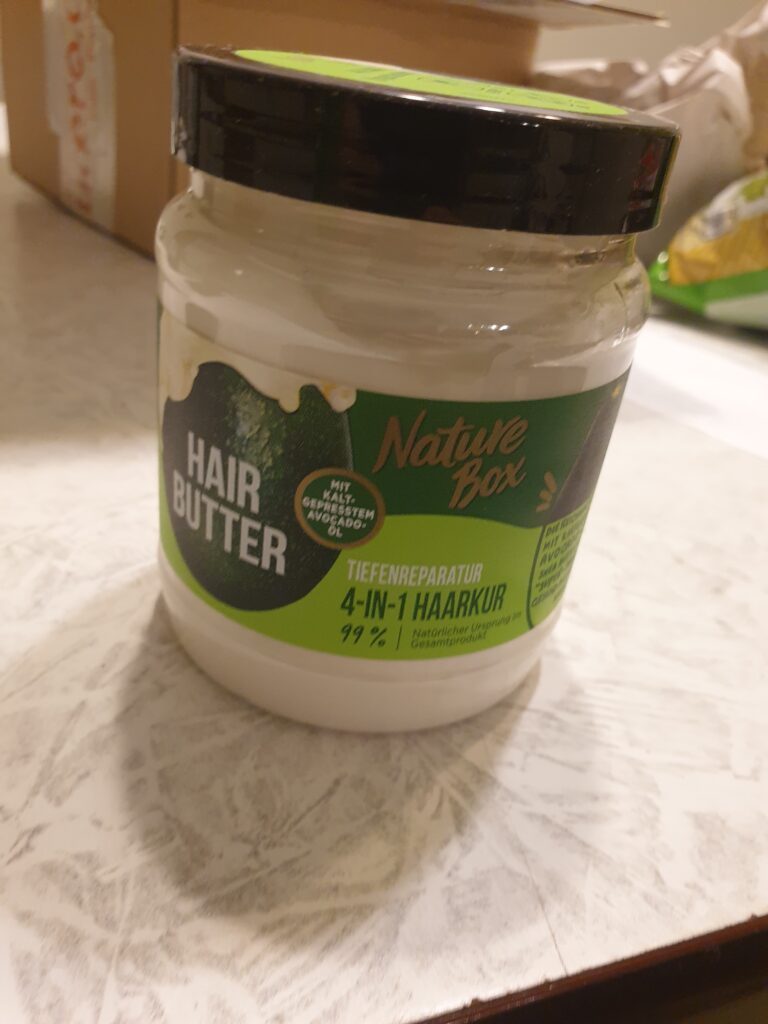 HAIR
BUTTER
MIT
KALT-
GEPRESSTEM
AVOCADO-
ÖL
Nature
Box
TIEFENREPARATUR
4-IN-1 HAARKUR
99 %
Natürlicher Ursprung im
Gesamtprodukt